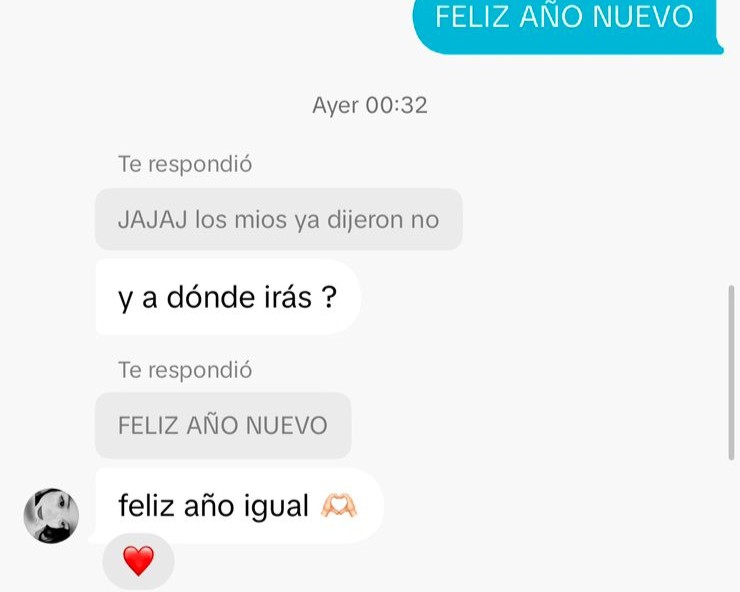 FELIZ AÑO NUEVO
Ayer 00:32
Te respondió
JAJAJ los mios ya dijeron no
y a dónde irás ?
Te respondió
FELIZ AÑO NUEVO
feliz año igual 🫶🏻
❤️